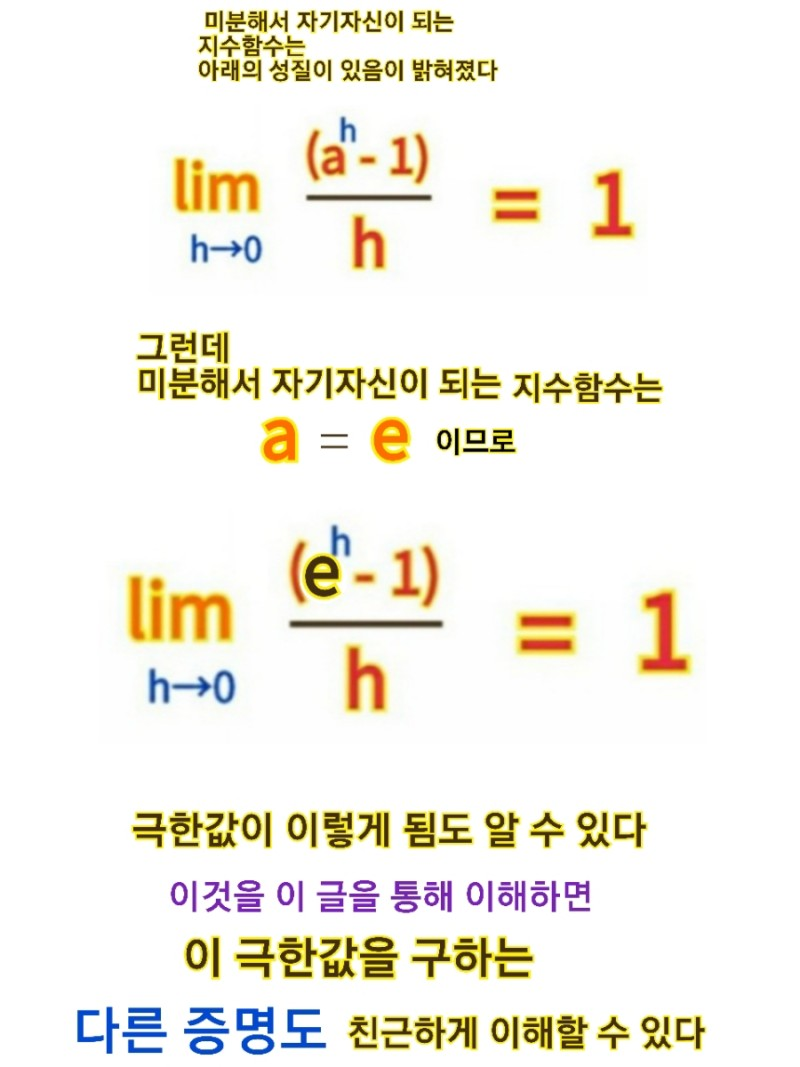 미분해서 자기자신이 되는
지수함수는
아래의 성질이 있음이 밝혀졌다
lim h→0 (a^h - 1) / h = 1
그런데
미분해서 자기자신이 되는 지수함수는
a = e 이므로
lim h→0 (e^h - 1) / h = 1
극한값이 이렇게 됨도 알 수 있다
이것을 이 글을 통해 이해하면
이 극한값을 구하는
다른 증명도 친근하게 이해할 수 있다